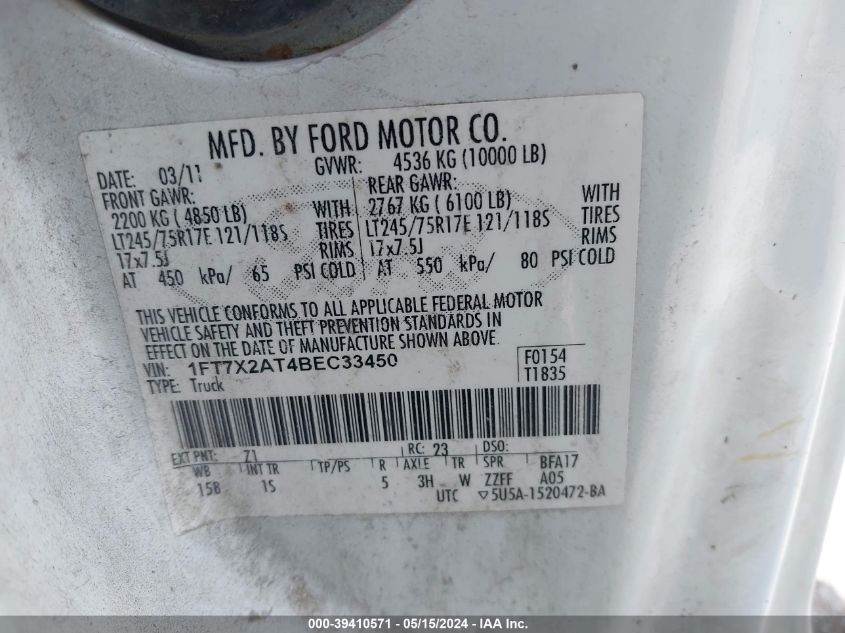 MFD. BY FORD MOTOR CO.
DATE: 03/11 GVWR: 4536 KG (10000 LB)
FRONT GAWR: REAR GAWR:
2200 KG ( 4850 LB) WITH 2767 KG ( 6100 LB) WITH
LT245/75R17E 121/118S TIRES LT245/75R17E 121/118S TIRES
17x7.5J RIMS 17x7.5J RIMS
AT 450 kPa/ 65 PSI COLD AT 550 kPa/ 80 PSI COLD
THIS VEHICLE CONFORMS TO ALL APPLICABLE FEDERAL MOTOR
VEHICLE SAFETY AND THEFT PREVENTION STANDARDS IN
EFFECT ON THE DATE OF MANUFACTURE SHOWN ABOVE.
VIN: 1FT7X2AT4BEC33450 F0154
TYPE: Truck T1835
EXT PNT: Z1 RC: 23 DSO:
WB INT TR TP/PS R AXLE TR SPR BFA17
158 1S 5 3H W ZZFF A05
UTC ▽5U5A-1520472-BA
000-39410571 - 05/15/2024 - IAA Inc.